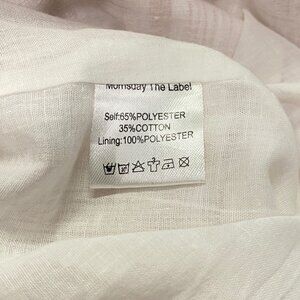 Momsday The Label
Self:65%POLYESTER
35%COTTON
Lining:100%POLYESTER